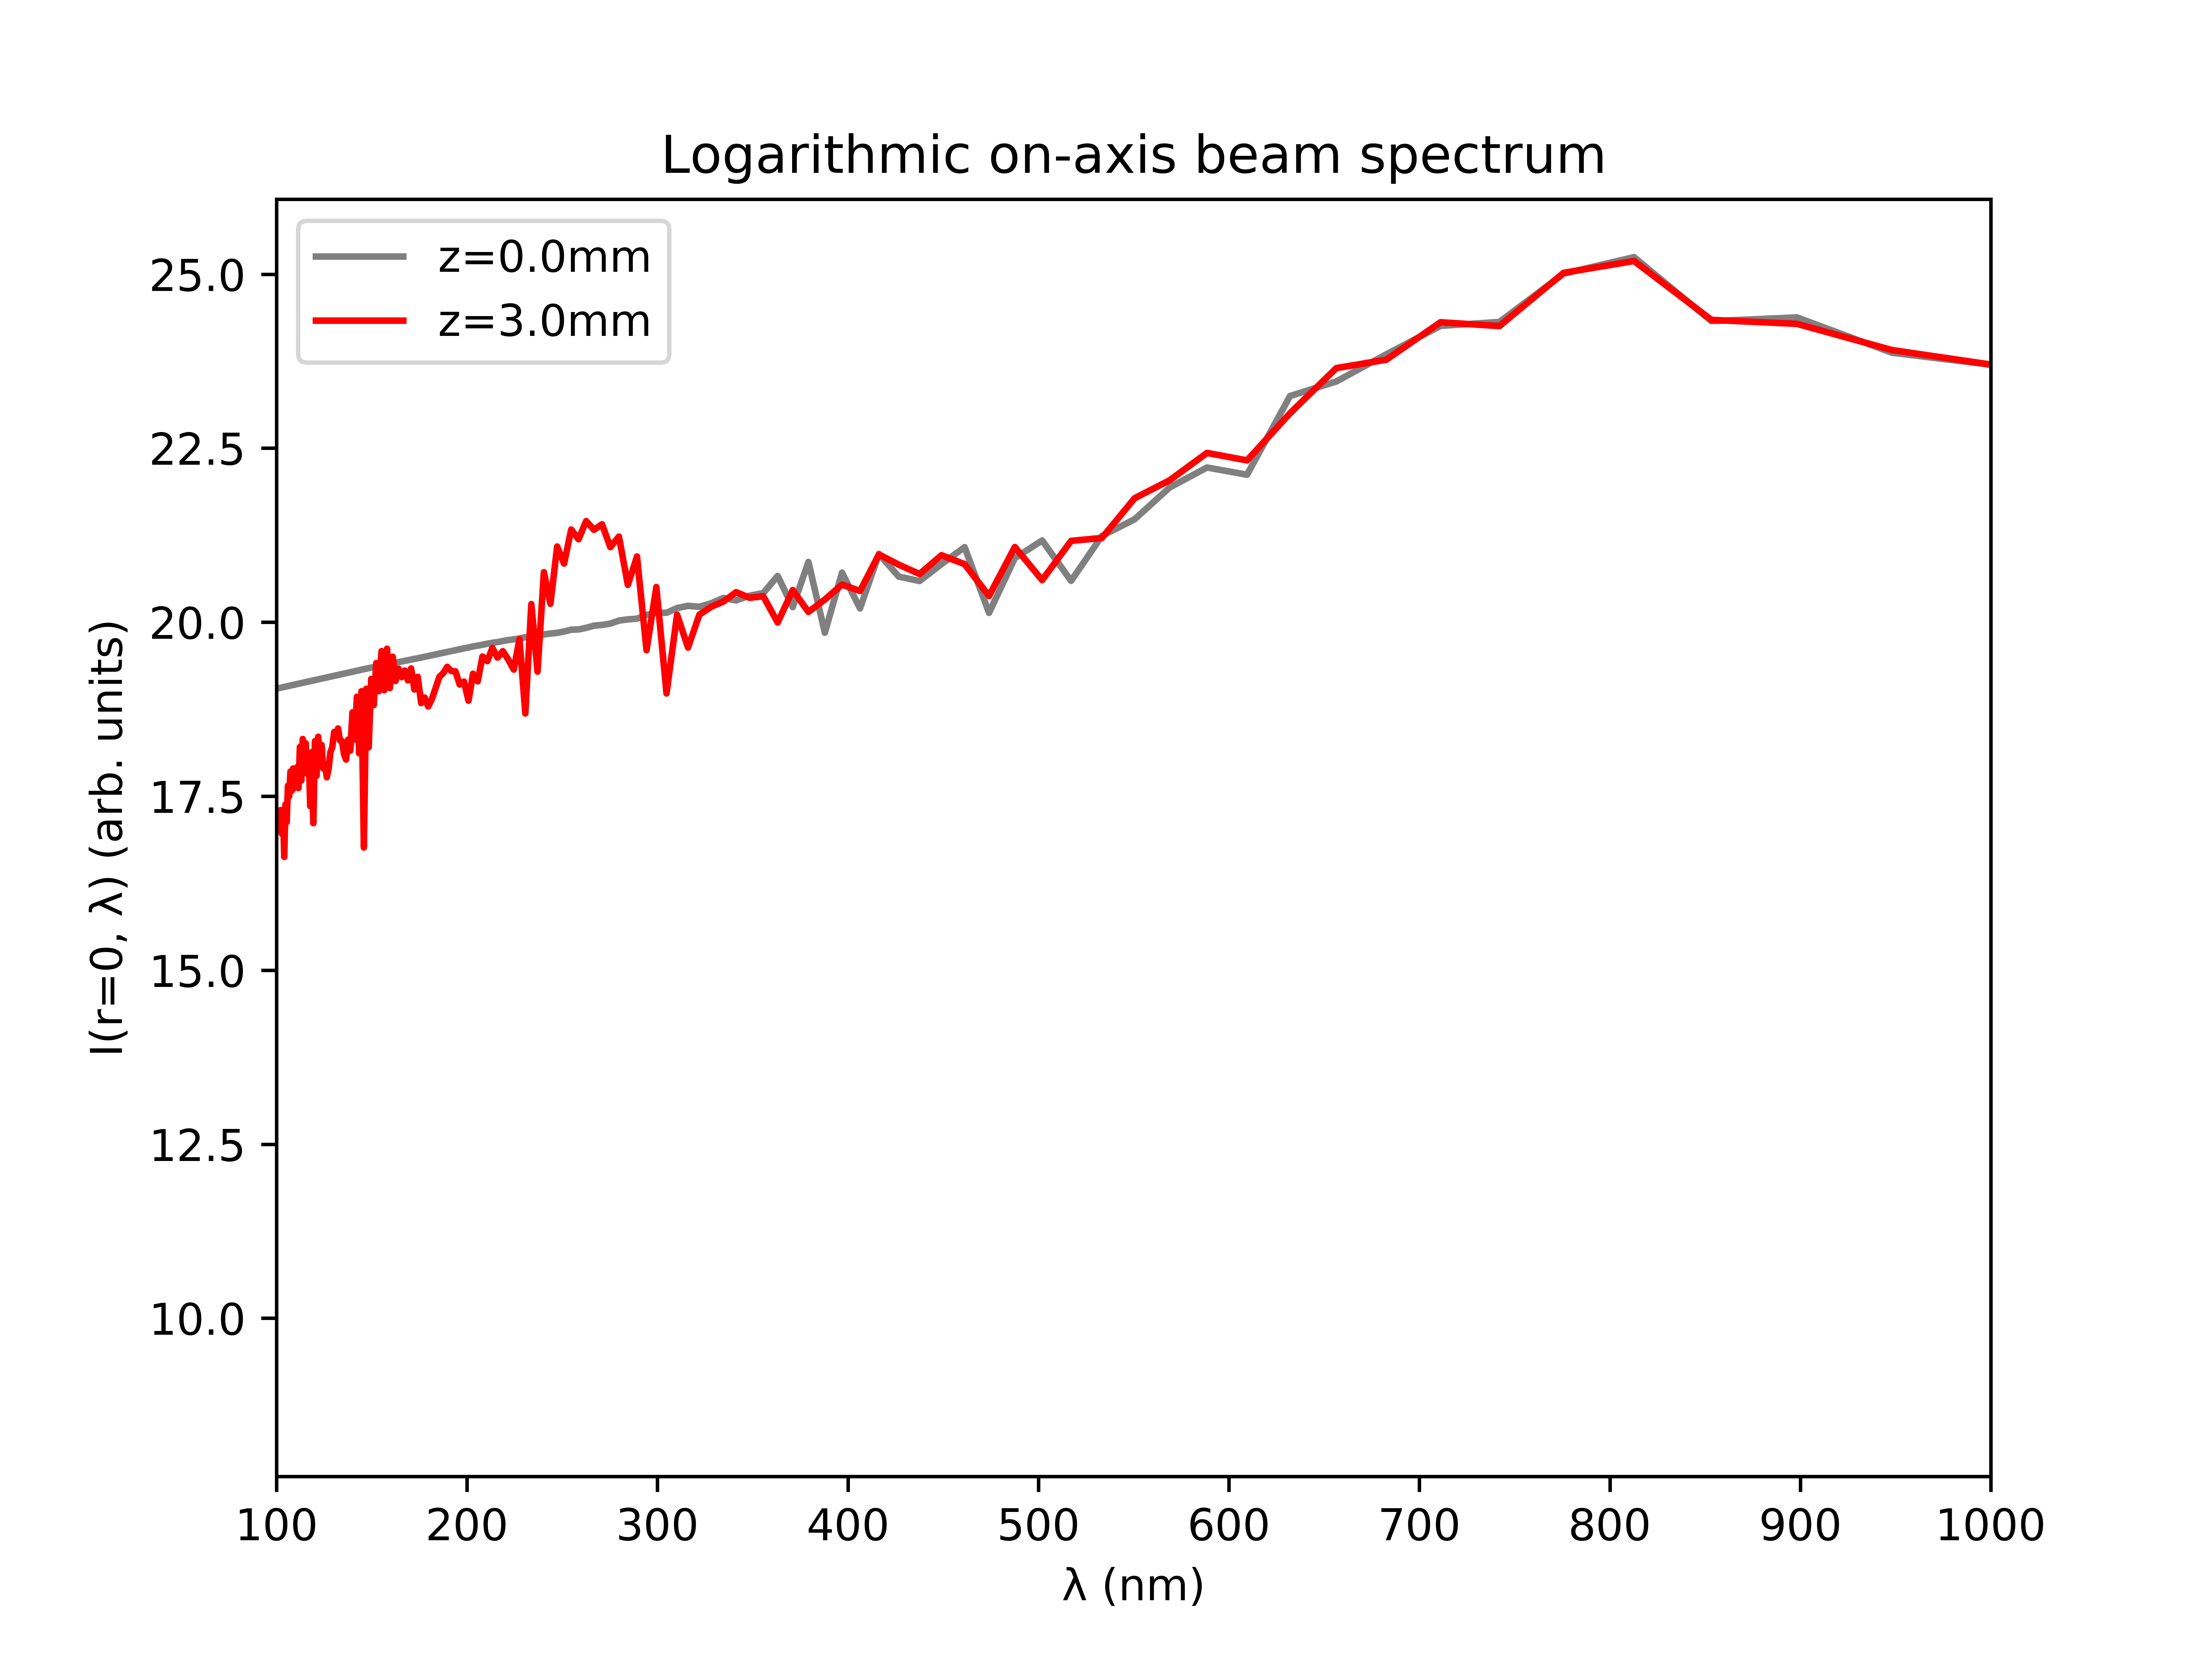 Logarithmic on-axis beam spectrum
z=0.0mm
z=3.0mm
25.0
22.5
20.0
17.5
15.0
12.5
10.0
I(r=0, λ) (arb. units)
100 200 300 400 500 600 700 800 900 1000
λ (nm)